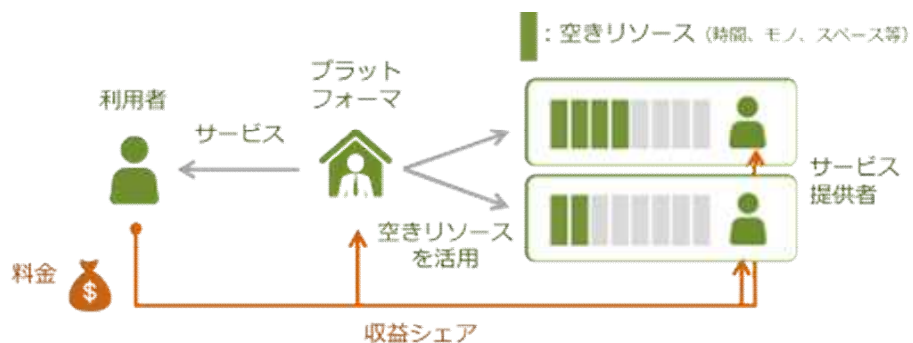 ：空きリソース（時間、モノ、スペース等）
プラット
フォーマ
利用者
サービス
サービス
提供者
空きリソース
を活用
料金
$
収益シェア